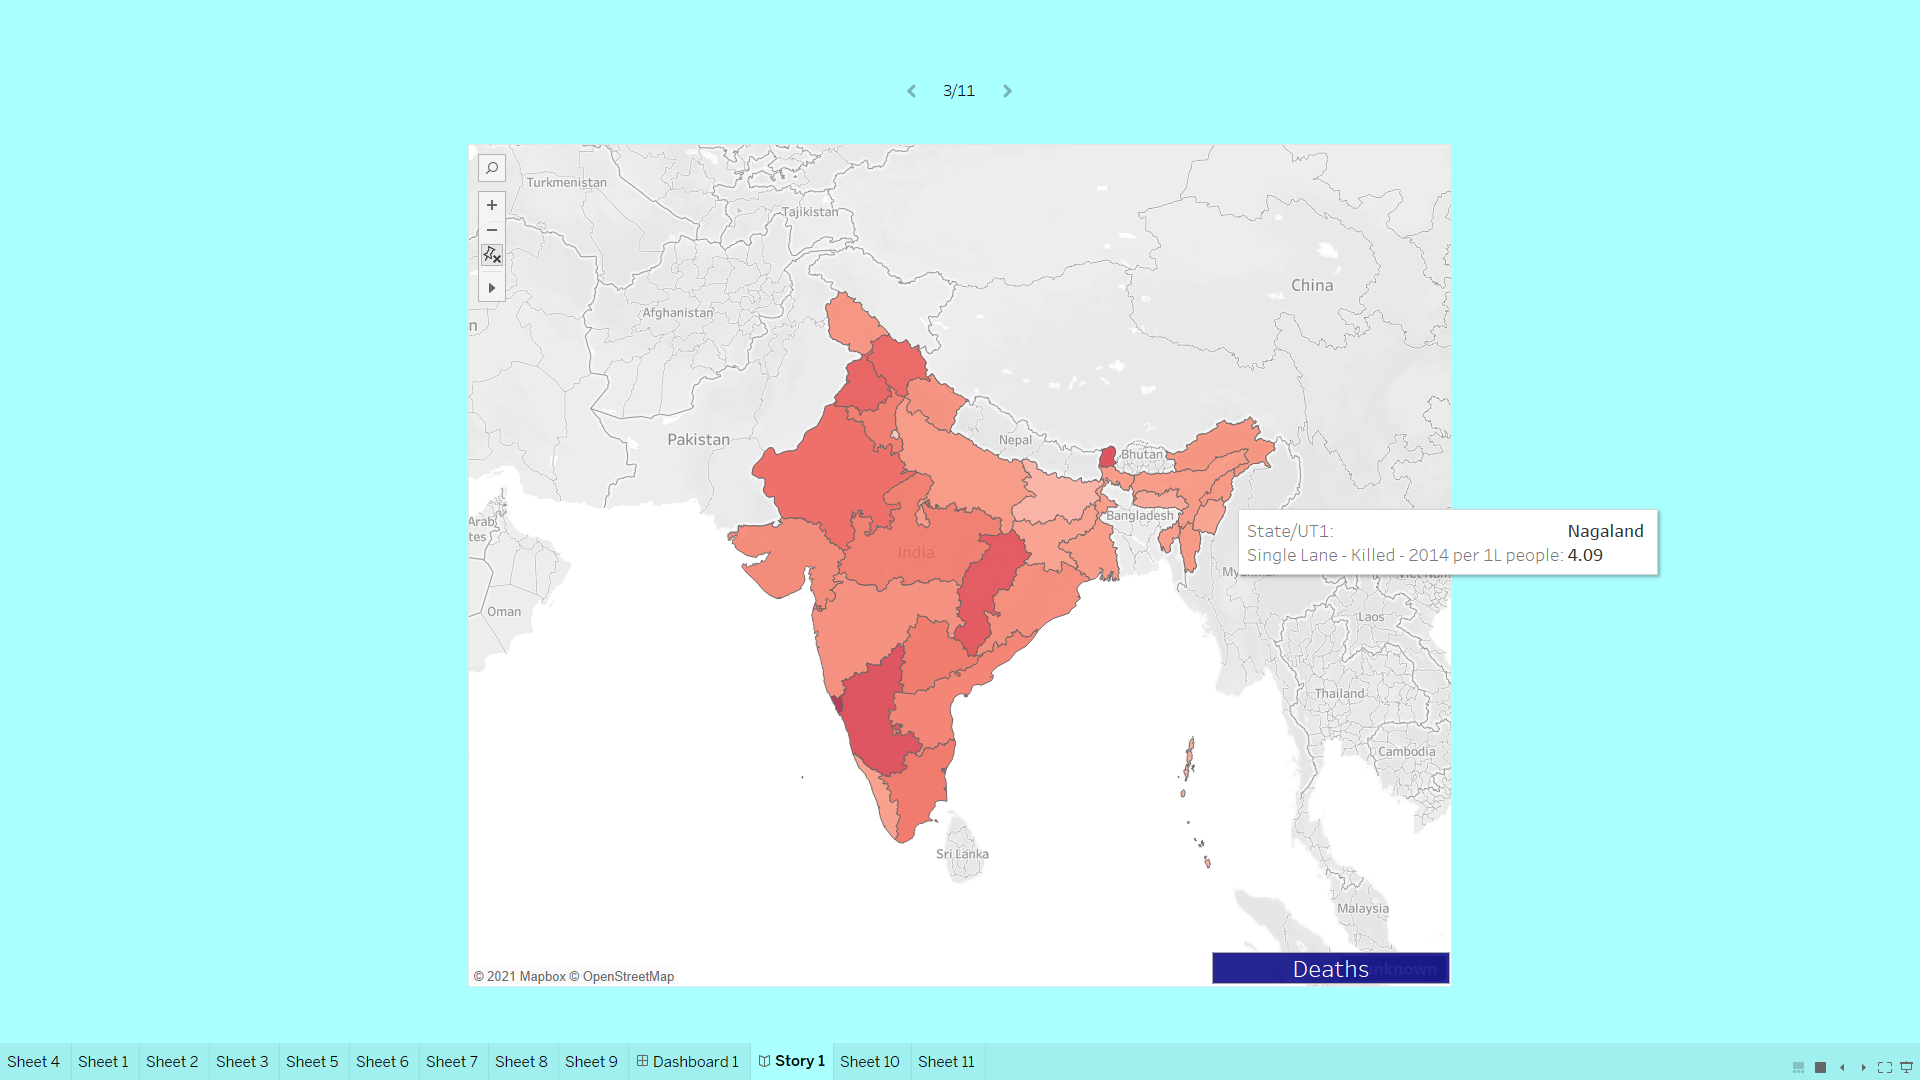 3/11
Turkmenistan
Tajikistan
China
Afghanistan
n
Pakistan
Nepal
Bhutan
Bangladesh
Arab
tes
India
State/UT1: Nagaland
Single Lane - Killed - 2014 per 1L people: 4.09
Oman
Laos
Thailand
Cambodia
Sri Lanka
Malaysia
Deaths
© 2021 Mapbox © OpenStreetMap
Sheet 4 Sheet 1 Sheet 2 Sheet 3 Sheet 5 Sheet 6 Sheet 7 Sheet 8 Sheet 9 Dashboard 1 Story 1 Sheet 10 Sheet 11